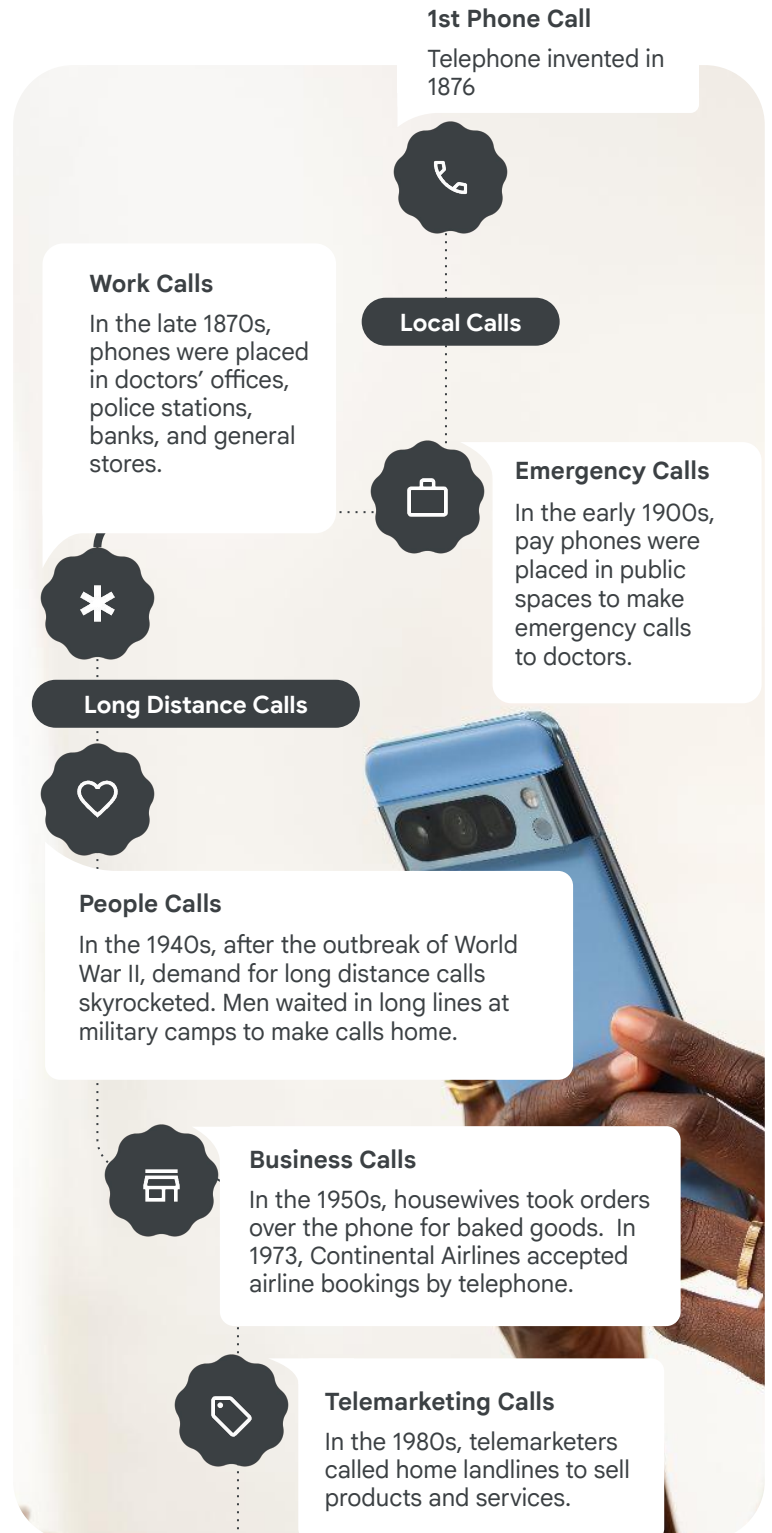 1st Phone Call
Telephone invented in
1876
Local Calls
Work Calls
In the late 1870s,
phones were placed
in doctors’ offices,
police stations,
banks, and general
stores.
Emergency Calls
In the early 1900s,
pay phones were
placed in public
spaces to make
emergency calls
to doctors.
Long Distance Calls
People Calls
In the 1940s, after the outbreak of World
War II, demand for long distance calls
skyrocketed. Men waited in long lines at
military camps to make calls home.
Business Calls
In the 1950s, housewives took orders
over the phone for baked goods.  In
1973, Continental Airlines accepted
airline bookings by telephone.
Telemarketing Calls
In the 1980s, telemarketers
called home landlines to sell
products and services.